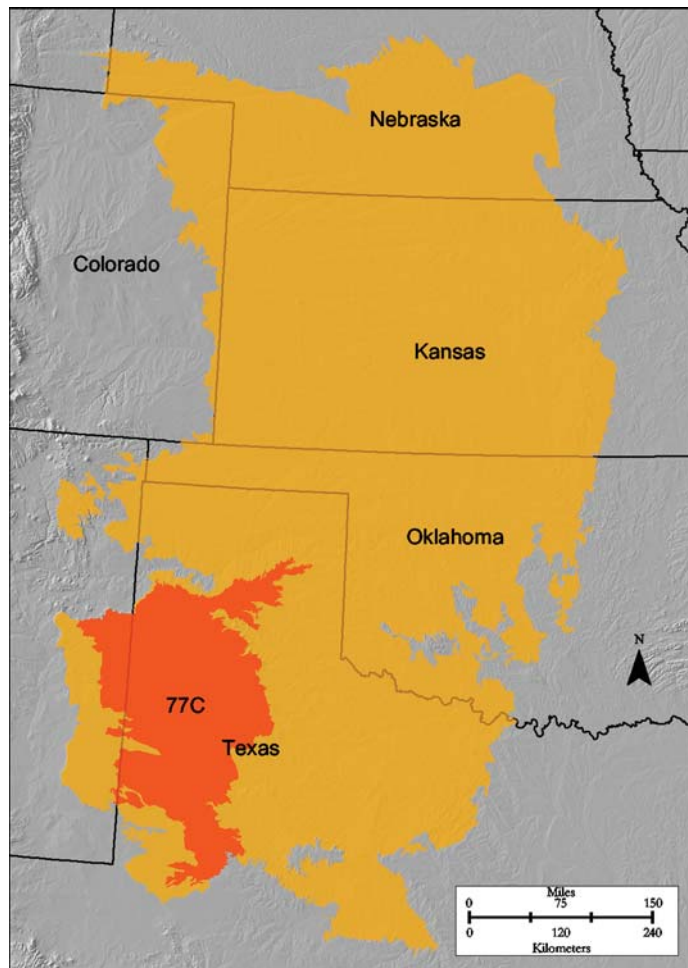 Nebraska
Colorado
Kansas
Oklahoma
N
77C
Texas
Miles
0 75 150
0 120 240
Kilometers